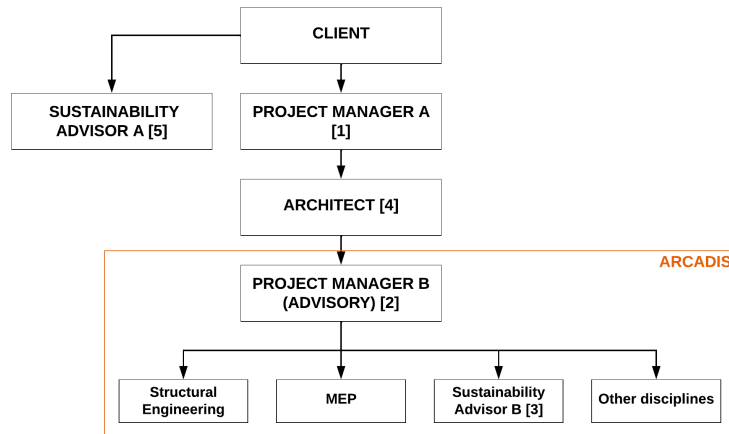 CLIENT
SUSTAINABILITY
ADVISOR A [5]
PROJECT MANAGER A
[1]
ARCHITECT [4]
ARCADIS
PROJECT MANAGER B
(ADVISORY) [2]
Structural
Engineering
MEP
Sustainability
Advisor B [3]
Other disciplines